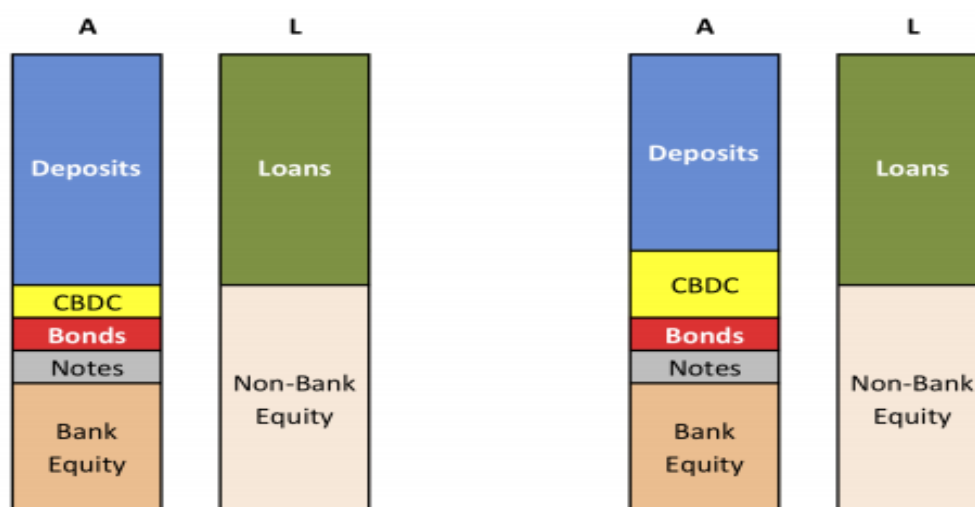 A
L
A
L
Deposits
Loans
Deposits
Loans
CBDC
CBDC
Bonds
Bonds
Notes
Notes
Non-Bank
Equity
Non-Bank
Equity
Bank
Equity
Bank
Equity